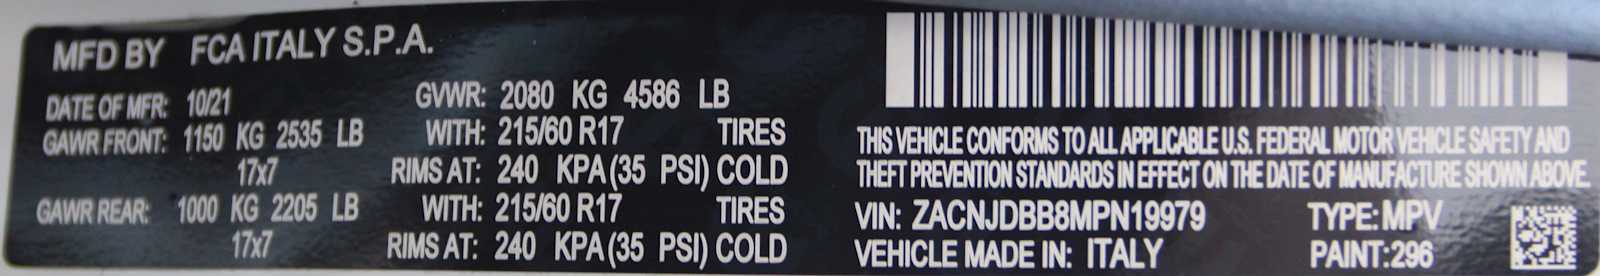 MFD BY FCA ITALY S.P.A.
DATE OF MFR: 10/21 GVWR: 2080 KG 4586 LB
GAWR FRONT: 1150 KG 2535 LB WITH: 215/60 R17 TIRES
17x7 RIMS AT: 240 KPA(35 PSI) COLD
GAWR REAR: 1000 KG 2205 LB WITH: 215/60 R17 TIRES
17x7 RIMS AT: 240 KPA(35 PSI) COLD
THIS VEHICLE CONFORMS TO ALL APPLICABLE U.S. FEDERAL MOTOR VEHICLE SAFETY AND
THEFT PREVENTION STANDARDS IN EFFECT ON THE DATE OF MANUFACTURE SHOWN ABOVE.
VIN: ZACNJDBB8MPN19979 TYPE: MPV
VEHICLE MADE IN: ITALY PAINT: 296